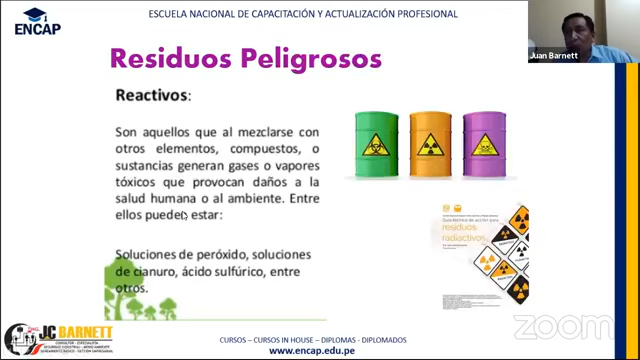 ESCUELA NACIONAL DE CAPACITACIÓN Y ACTUALIZACIÓN PROFESIONAL
ENCAP
Juan Barnett
Residuos Peligrosos
Reactivos:
Son aquellos que al mezclarse con
otros elementos, compuestos, o
sustancias generan gases o vapores
tóxicos que provocan daños a la
salud humana o al ambiente. Entre
ellos pueden estar:
Soluciones de peróxido, soluciones
de cianuro, ácido sulfúrico, entre
otros.
residuos
radiactivos
zoom
ING.
JC BARNETT
CURSOS – CURSOS IN HOUSE – DIPLOMAS - DIPLOMADOS
www.encap.edu.pe